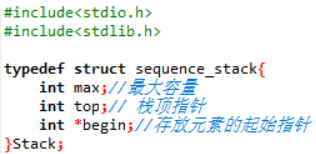 #include<stdio.h>
#include<stdlib.h>
typedef struct sequence_stack{
int max;//最大容量
int top;// 栈顶指针
int *begin;//存放元素的起始指针
}Stack;